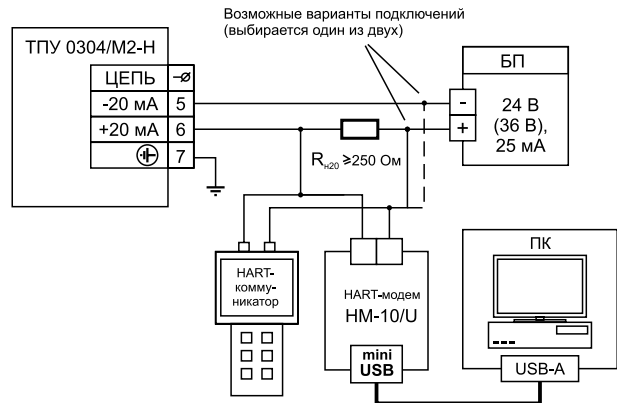 Возможные варианты подключений
(выбирается один из двух)
ТПУ 0304/М2-Н
ЦЕПЬ
-20 мА 5
+20 мА 6
7
Rн20 ≥250 Ом
БП
-
+
24 В
(36 В),
25 мА
HART-
комму-
никатор
HART-модем
HM-10/U
mini
USB
ПК
USB-A